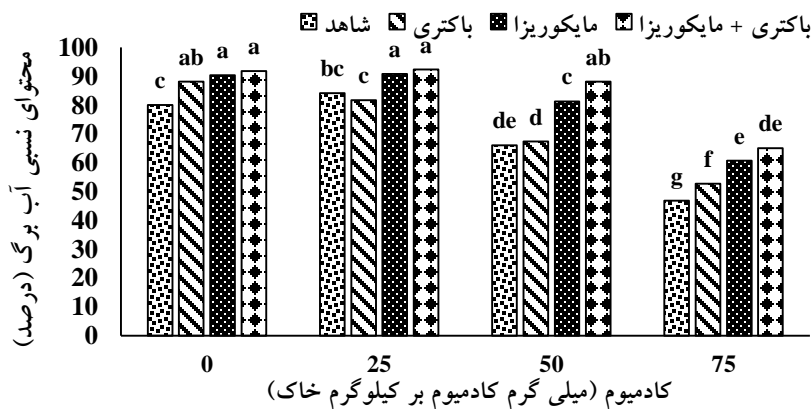 شاهد باکتری مایکوریزا باکتری + مایکوریزا
محتوای نسبی آب برگ (درصد)
100
90
80
70
60
50
40
30
20
10
0
c ab a a
bc c a a
de d c ab
g f e de
0 25 50 75
کادمیوم (میلی گرم کادمیوم بر کیلوگرم خاک)